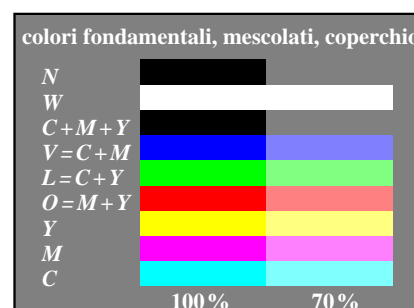 colori fondamentali, mescolati, coperchio
N
W
C+M+Y
V=C+M
L=C+Y
O=M+Y
Y
M
C
100% 70%